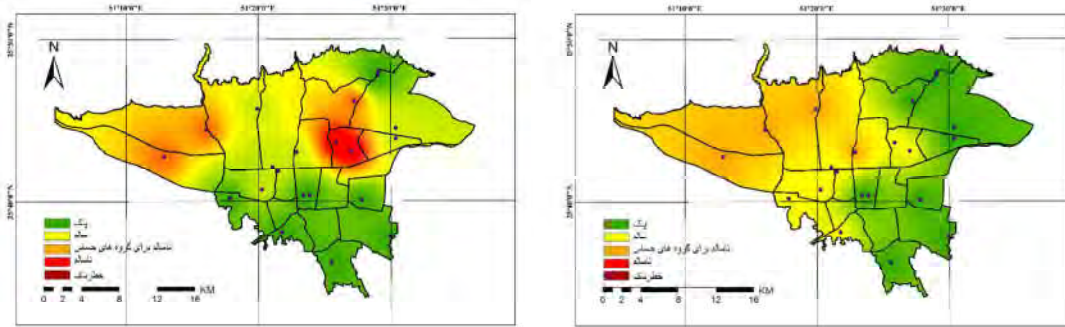 51°10'0"N 51°20'0"N 51°30'0"N
N
35°50'0"N
35°40'0"N
پاک
سالم
ناسالم برای گروه های حساس
ناسالم
خطرناک
KM
0 2 4 8 12 16
51°10'0"N 51°20'0"N 51°30'0"N
N
35°50'0"N
35°40'0"N
پاک
سالم
ناسالم برای گروه های حساس
ناسالم
خطرناک
KM
0 2 4 8 12 16